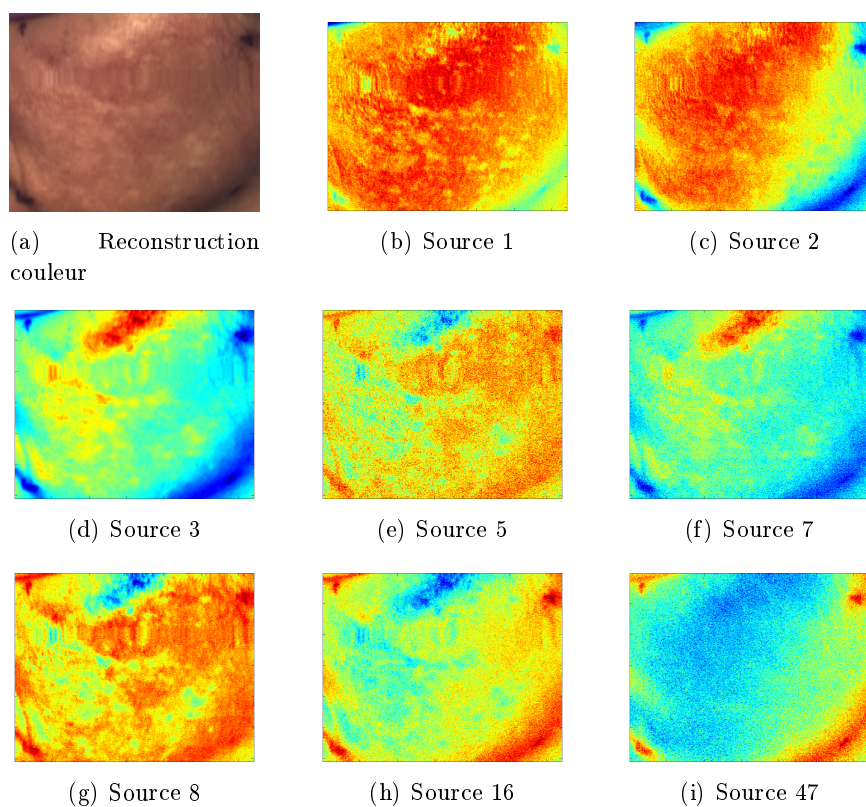 (a) Reconstruction
couleur
(b) Source 1
(c) Source 2
(d) Source 3
(e) Source 5
(f) Source 7
(g) Source 8
(h) Source 16
(i) Source 47